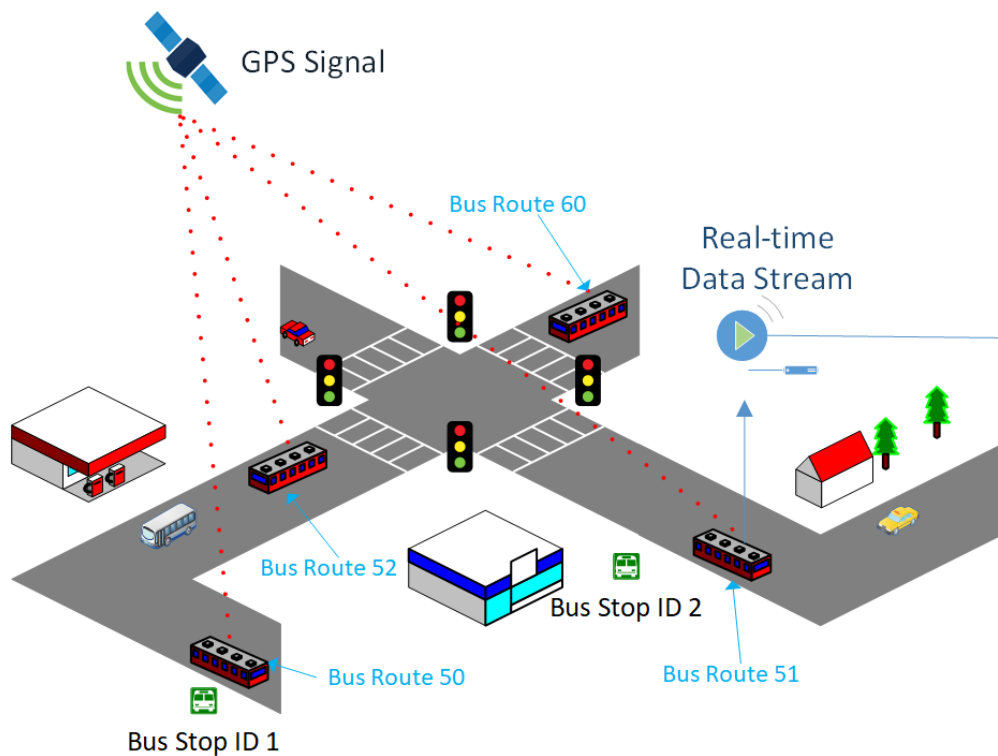 GPS Signal
Bus Route 60
Real-time
Data Stream
Bus Route 52
Bus Stop ID 2
Bus Route 51
Bus Route 50
Bus Stop ID 1